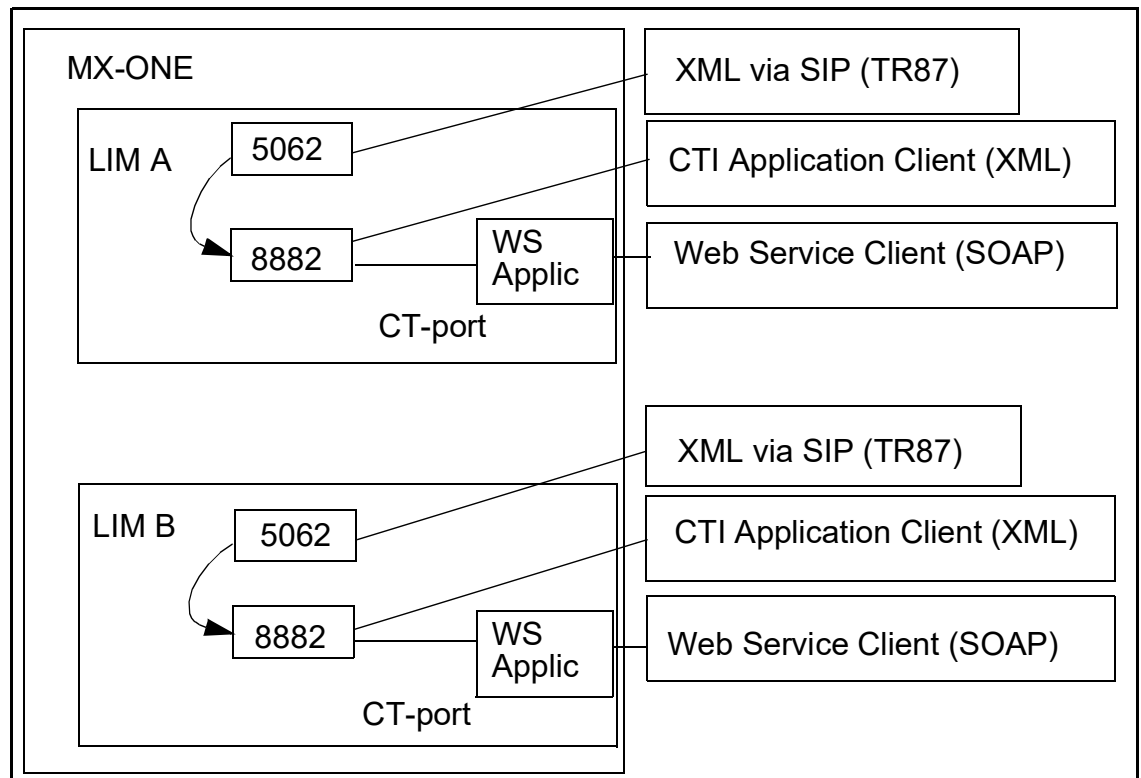 MX-ONE
XML via SIP (TR87)
LIM A
5062
CTI Application Client (XML)
8882
WS
Applic
Web Service Client (SOAP)
CT-port
XML via SIP (TR87)
LIM B
5062
CTI Application Client (XML)
8882
WS
Applic
Web Service Client (SOAP)
CT-port